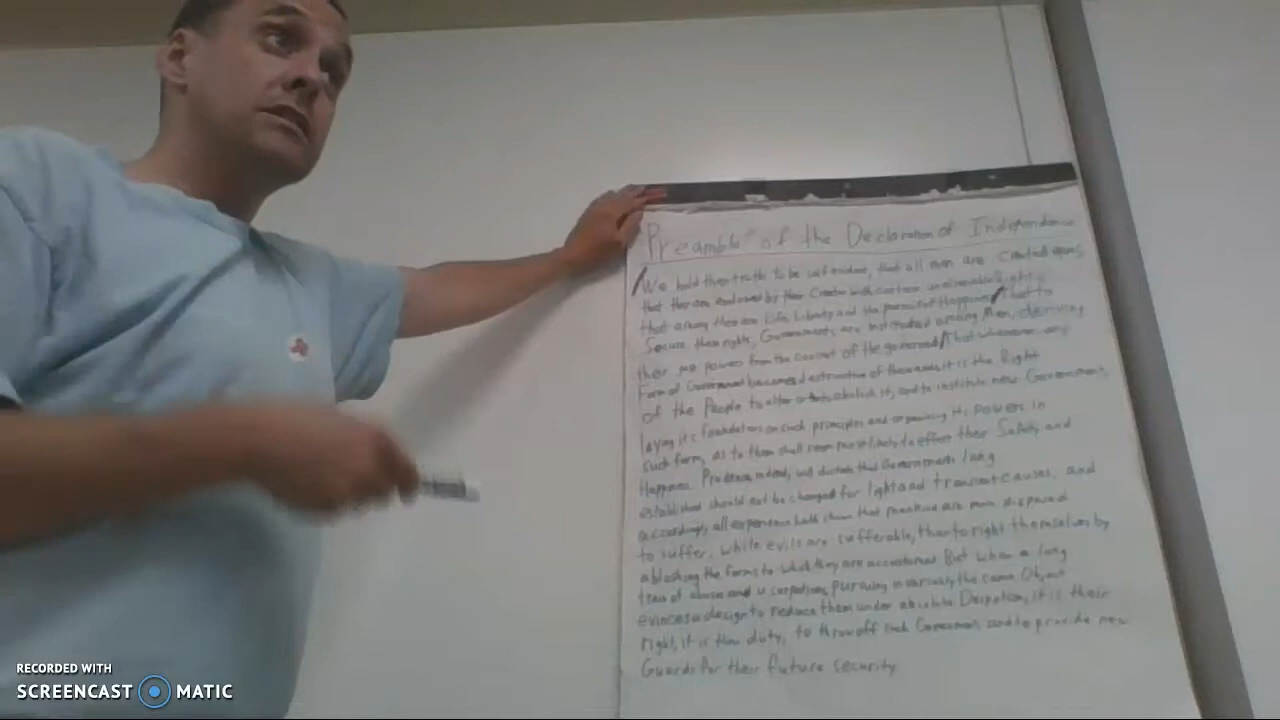 "Preamble" of the Declaration of Independence
We hold these truths to be self evident, that all men are created equal,
that they are endowed by their Creator with certain unalienable Rights
that among these are Life, Liberty and the pursuit of Happiness / That to
Secure these rights, Governments are instituted among Men, deriving
their just powers from the consent of the governed / That whenever any
Form of Government becomes destructive of these ends, it is the Right
of the People to alter or to abolish it, and to institute new Government,
laying its foundation on such principles and organizing its powers in
such form, as to them shall seem most likely to effect their Safety and
Happiness. Prudence, indeed, will dictate that Governments long
established should not be changed for light and transient causes, and
accordingly all experience hath shown that mankind are more disposed
to suffer, while evils are sufferable, than to right themselves by
abolishing the forms to which they are accustomed But when a long
train of abuses and usurpations, pursuing invariably the same Object
evinces a design to reduce them under absolute Despotism, it is their
right, it is their duty, to throw off such Government and to provide new
Guards for their future security
RECORDED WITH
SCREENCAST MATIC